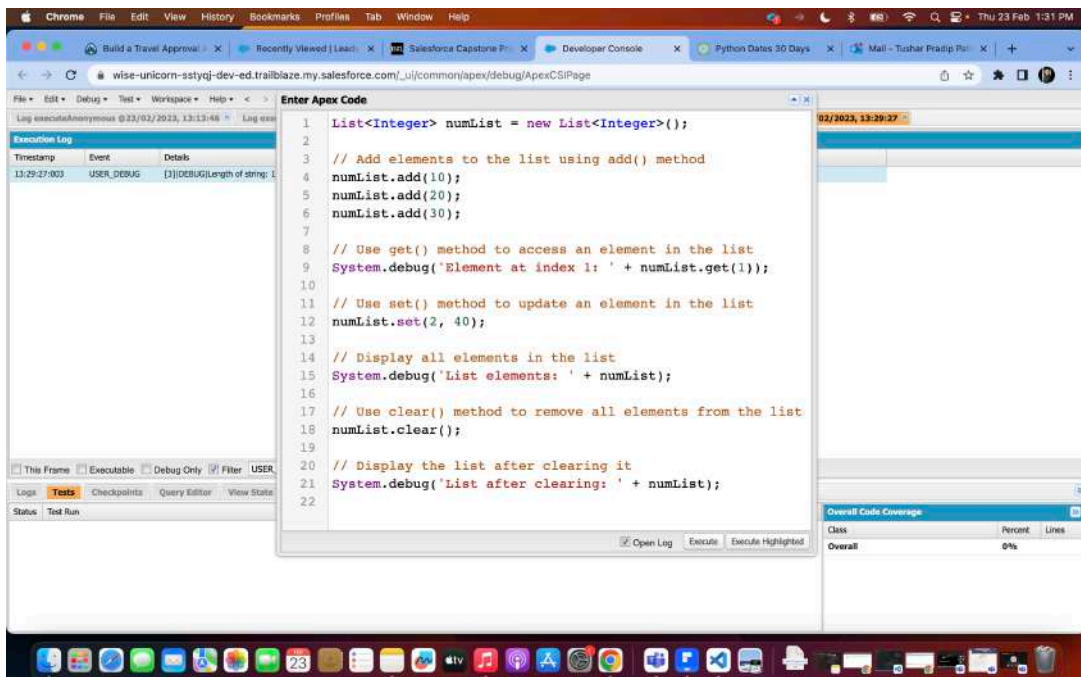 Chrome File Edit View History Bookmarks Profiles Tab Window Help Thu 23 Feb 1:31 PM
Build a Travel Approval Recently Viewed | Lead Salesforce Capstone Pr Developer Console Python Dates 30 Days Mail - Tushar Pradip Pati
wise-unicorn-sstyqj-dev-ed.trailblaze.my.salesforce.com/_ui/common/apex/debug/ApexCSIPage
File Edit Debug Test Workspace Help < >
Log executeAnonymous @23/02/2023, 13:13:46 Log exe 02/2023, 13:29:27
Enter Apex Code
Execution Log
Timestamp Event Details
13:29:27:003 USER_DEBUG [3]|DEBUG|Length of string: 1
1 List<Integer> numList = new List<Integer>();
2
3 // Add elements to the list using add() method
4 numList.add(10);
5 numList.add(20);
6 numList.add(30);
7
8 // Use get() method to access an element in the list
9 System.debug('Element at index 1: ' + numList.get(1));
10
11 // Use set() method to update an element in the list
12 numList.set(2, 40);
13
14 // Display all elements in the list
15 System.debug('List elements: ' + numList);
16
17 // Use clear() method to remove all elements from the list
18 numList.clear();
19
20 // Display the list after clearing it
21 System.debug('List after clearing: ' + numList);
22
Open Log Execute Execute Highlighted
This Frame Executable Debug Only Filter USER_
Logs Tests Checkpoints Query Editor View State
Status Test Run
Overall Code Coverage
Class Percent Lines
Overall 0%
23
tv